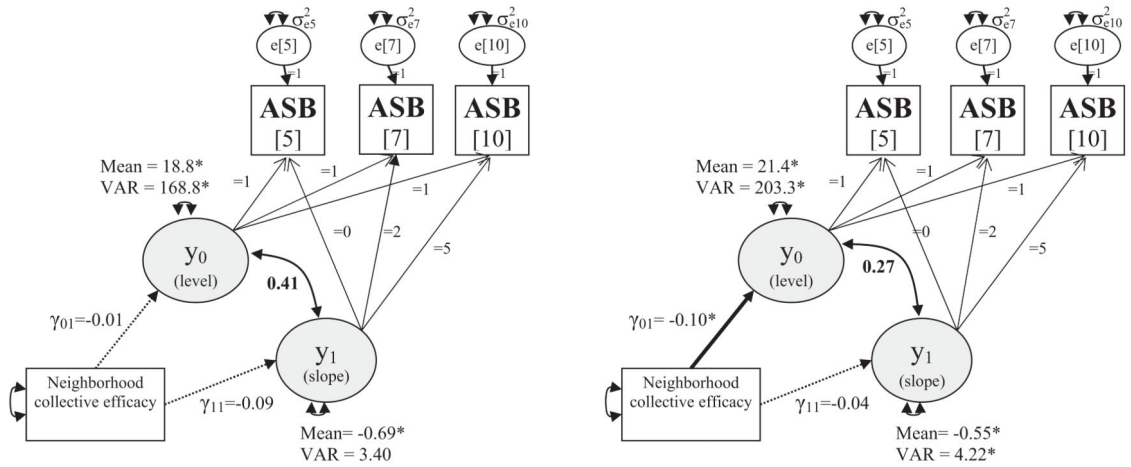 σ²e5
σ²e7
σ²e10
e[5]
e[7]
e[10]
=1
=1
=1
ASB
[5]
ASB
[7]
ASB
[10]
Mean = 18.8*
VAR = 168.8*
=1
=1
=1
y₀
(level)
=0
=2
=5
0.41
γ₀₁=-0.01
y₁
(slope)
Neighborhood
collective efficacy
γ₁₁=-0.09
Mean= -0.69*
VAR = 3.40
σ²e5
σ²e7
σ²e10
e[5]
e[7]
e[10]
=1
=1
=1
ASB
[5]
ASB
[7]
ASB
[10]
Mean = 21.4*
VAR = 203.3*
=1
=1
=1
y₀
(level)
=0
=2
=5
0.27
γ₀₁=-0.10*
y₁
(slope)
Neighborhood
collective efficacy
γ₁₁=-0.04
Mean= -0.55*
VAR = 4.22*